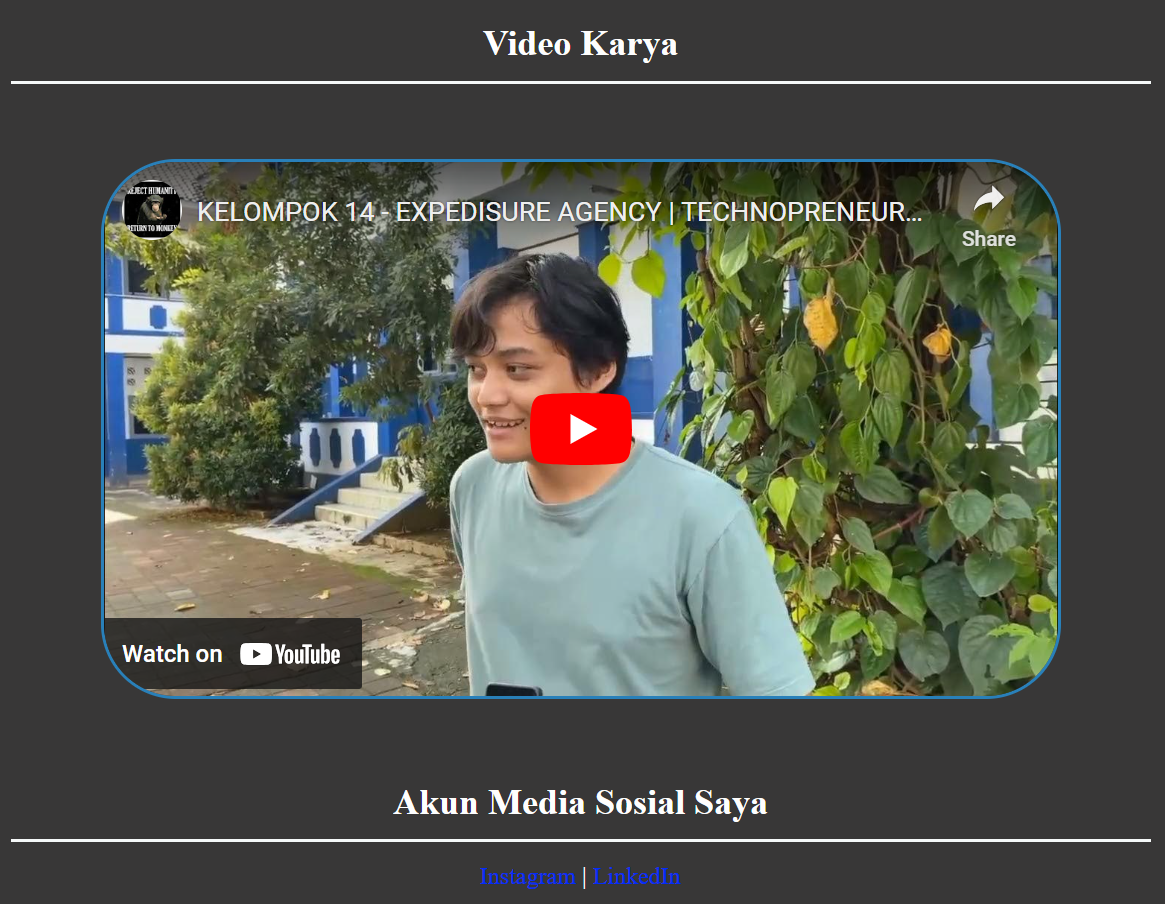 Video Karya
REJECT HUMANITY
KELOMPOK 14 - EXPEDISURE AGENCY | TECHNOPRENEUR...
Share
RETURN TO MONKEY
Watch on YouTube
Akun Media Sosial Saya
Instagram | LinkedIn